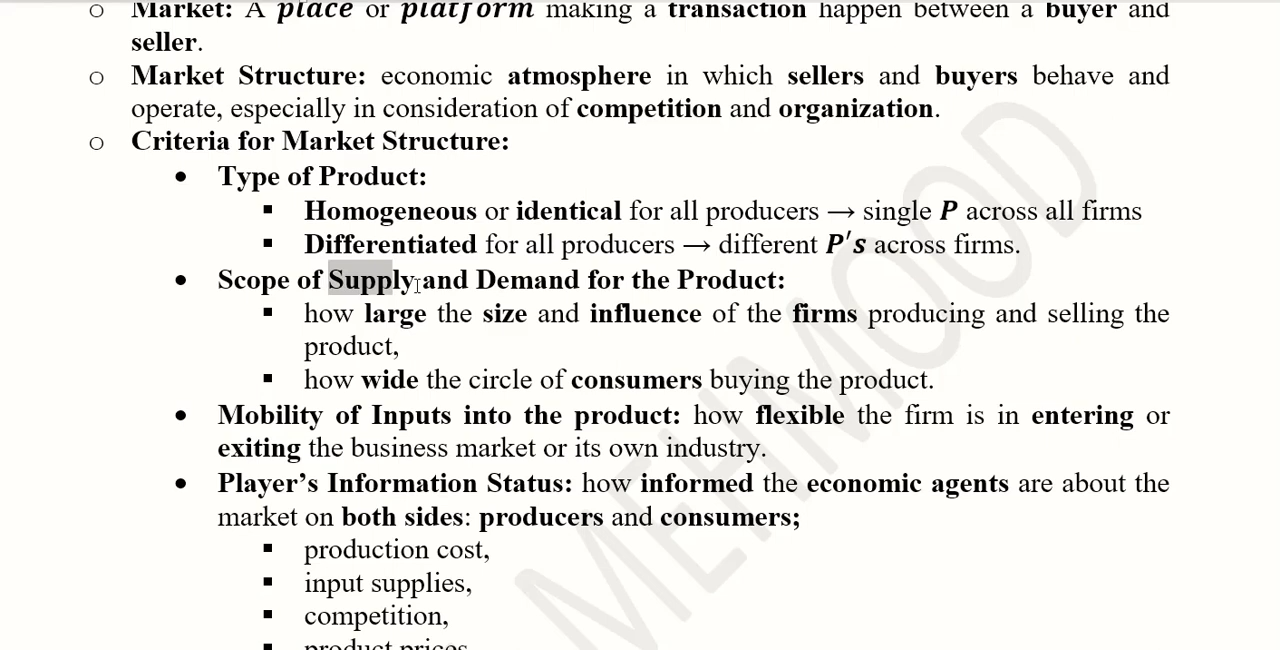 o Market: A place or platform making a transaction happen between a buyer and
seller.
o Market Structure: economic atmosphere in which sellers and buyers behave and
operate, especially in consideration of competition and organization.
o Criteria for Market Structure:
• Type of Product:
▪ Homogeneous or identical for all producers → single P across all firms
▪ Differentiated for all producers → different P's across firms.
• Scope of Supply and Demand for the Product:
▪ how large the size and influence of the firms producing and selling the
product,
▪ how wide the circle of consumers buying the product.
• Mobility of Inputs into the product: how flexible the firm is in entering or
exiting the business market or its own industry.
• Player’s Information Status: how informed the economic agents are about the
market on both sides: producers and consumers;
▪ production cost,
▪ input supplies,
▪ competition,
▪ product prices
MEHMOOD